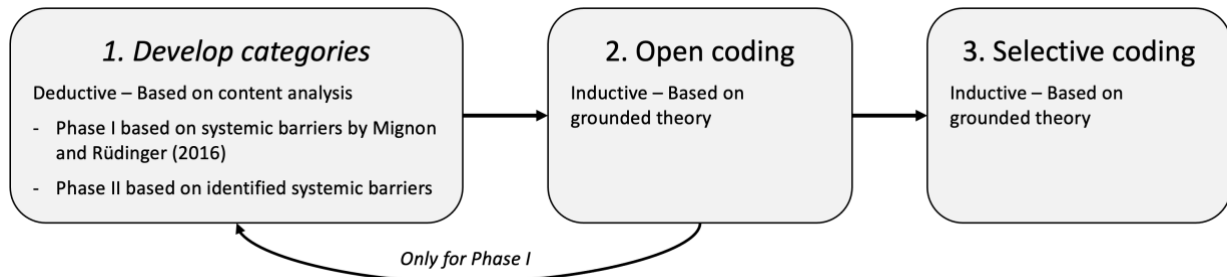 1. Develop categories
Deductive – Based on content analysis
- Phase I based on systemic barriers by Mignon
and Rüdinger (2016)
- Phase II based on identified systemic barriers
2. Open coding
Inductive – Based on
grounded theory
3. Selective coding
Inductive – Based on
grounded theory
Only for Phase I